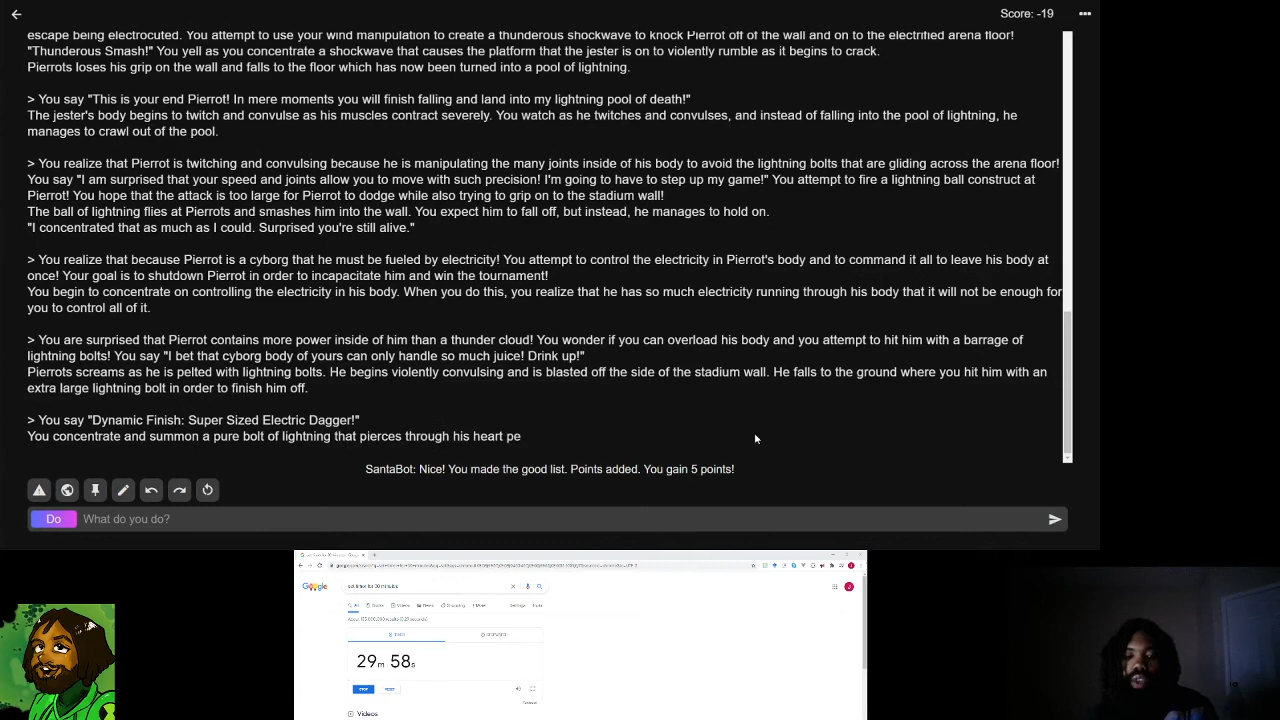 Score: -19
escape being electrocuted. You attempt to use your wind manipulation to create a thunderous shockwave to knock Pierrot off of the wall and on to the electrified arena floor!
"Thunderous Smash!" You yell as you concentrate a shockwave that causes the platform that the jester is on to violently rumble as it begins to crack.
Pierrots loses his grip on the wall and falls to the floor which has now been turned into a pool of lightning.
> You say "This is your end Pierrot! In mere moments you will finish falling and land into my lightning pool of death!"
The jester's body begins to twitch and convulse as his muscles contract severely. You watch as he twitches and convulses, and instead of falling into the pool of lightning, he
manages to crawl out of the pool.
> You realize that Pierrot is twitching and convulsing because he is manipulating the many joints inside of his body to avoid the lightning bolts that are gliding across the arena floor!
You say "I am surprised that your speed and joints allow you to move with such precision! I'm going to have to step up my game!" You attempt to fire a lightning ball construct at
Pierrot! You hope that the attack is too large for Pierrot to dodge while also trying to grip on to the stadium wall!
The ball of lightning flies at Pierrots and smashes him into the wall. You expect him to fall off, but instead, he manages to hold on.
"I concentrated that as much as I could. Surprised you're still alive."
> You realize that because Pierrot is a cyborg that he must be fueled by electricity! You attempt to control the electricity in Pierrot's body and to command it all to leave his body at
once! Your goal is to shutdown Pierrot in order to incapacitate him and win the tournament!
You begin to concentrate on controlling the electricity in his body. When you do this, you realize that he has so much electricity running through his body that it will not be enough for
you to control all of it.
> You are surprised that Pierrot contains more power inside of him than a thunder cloud! You wonder if you can overload his body and you attempt to hit him with a barrage of
lightning bolts! You say "I bet that cyborg body of yours can only handle so much juice! Drink up!"
Pierrots screams as he is pelted with lightning bolts. He begins violently convulsing and is blasted off the side of the stadium wall. He falls to the ground where you hit him with an
extra large lightning bolt in order to finish him off.
> You say "Dynamic Finish: Super Sized Electric Dagger!"
You concentrate and summon a pure bolt of lightning that pierces through his heart pe
SantaBot: Nice! You made the good list. Points added. You gain 5 points!
Do What do you do?
Google
set timer for 30 minutes
All Books Videos News Shopping More Settings Tools
29m 58s
STOP RESET
Feedback
Videos